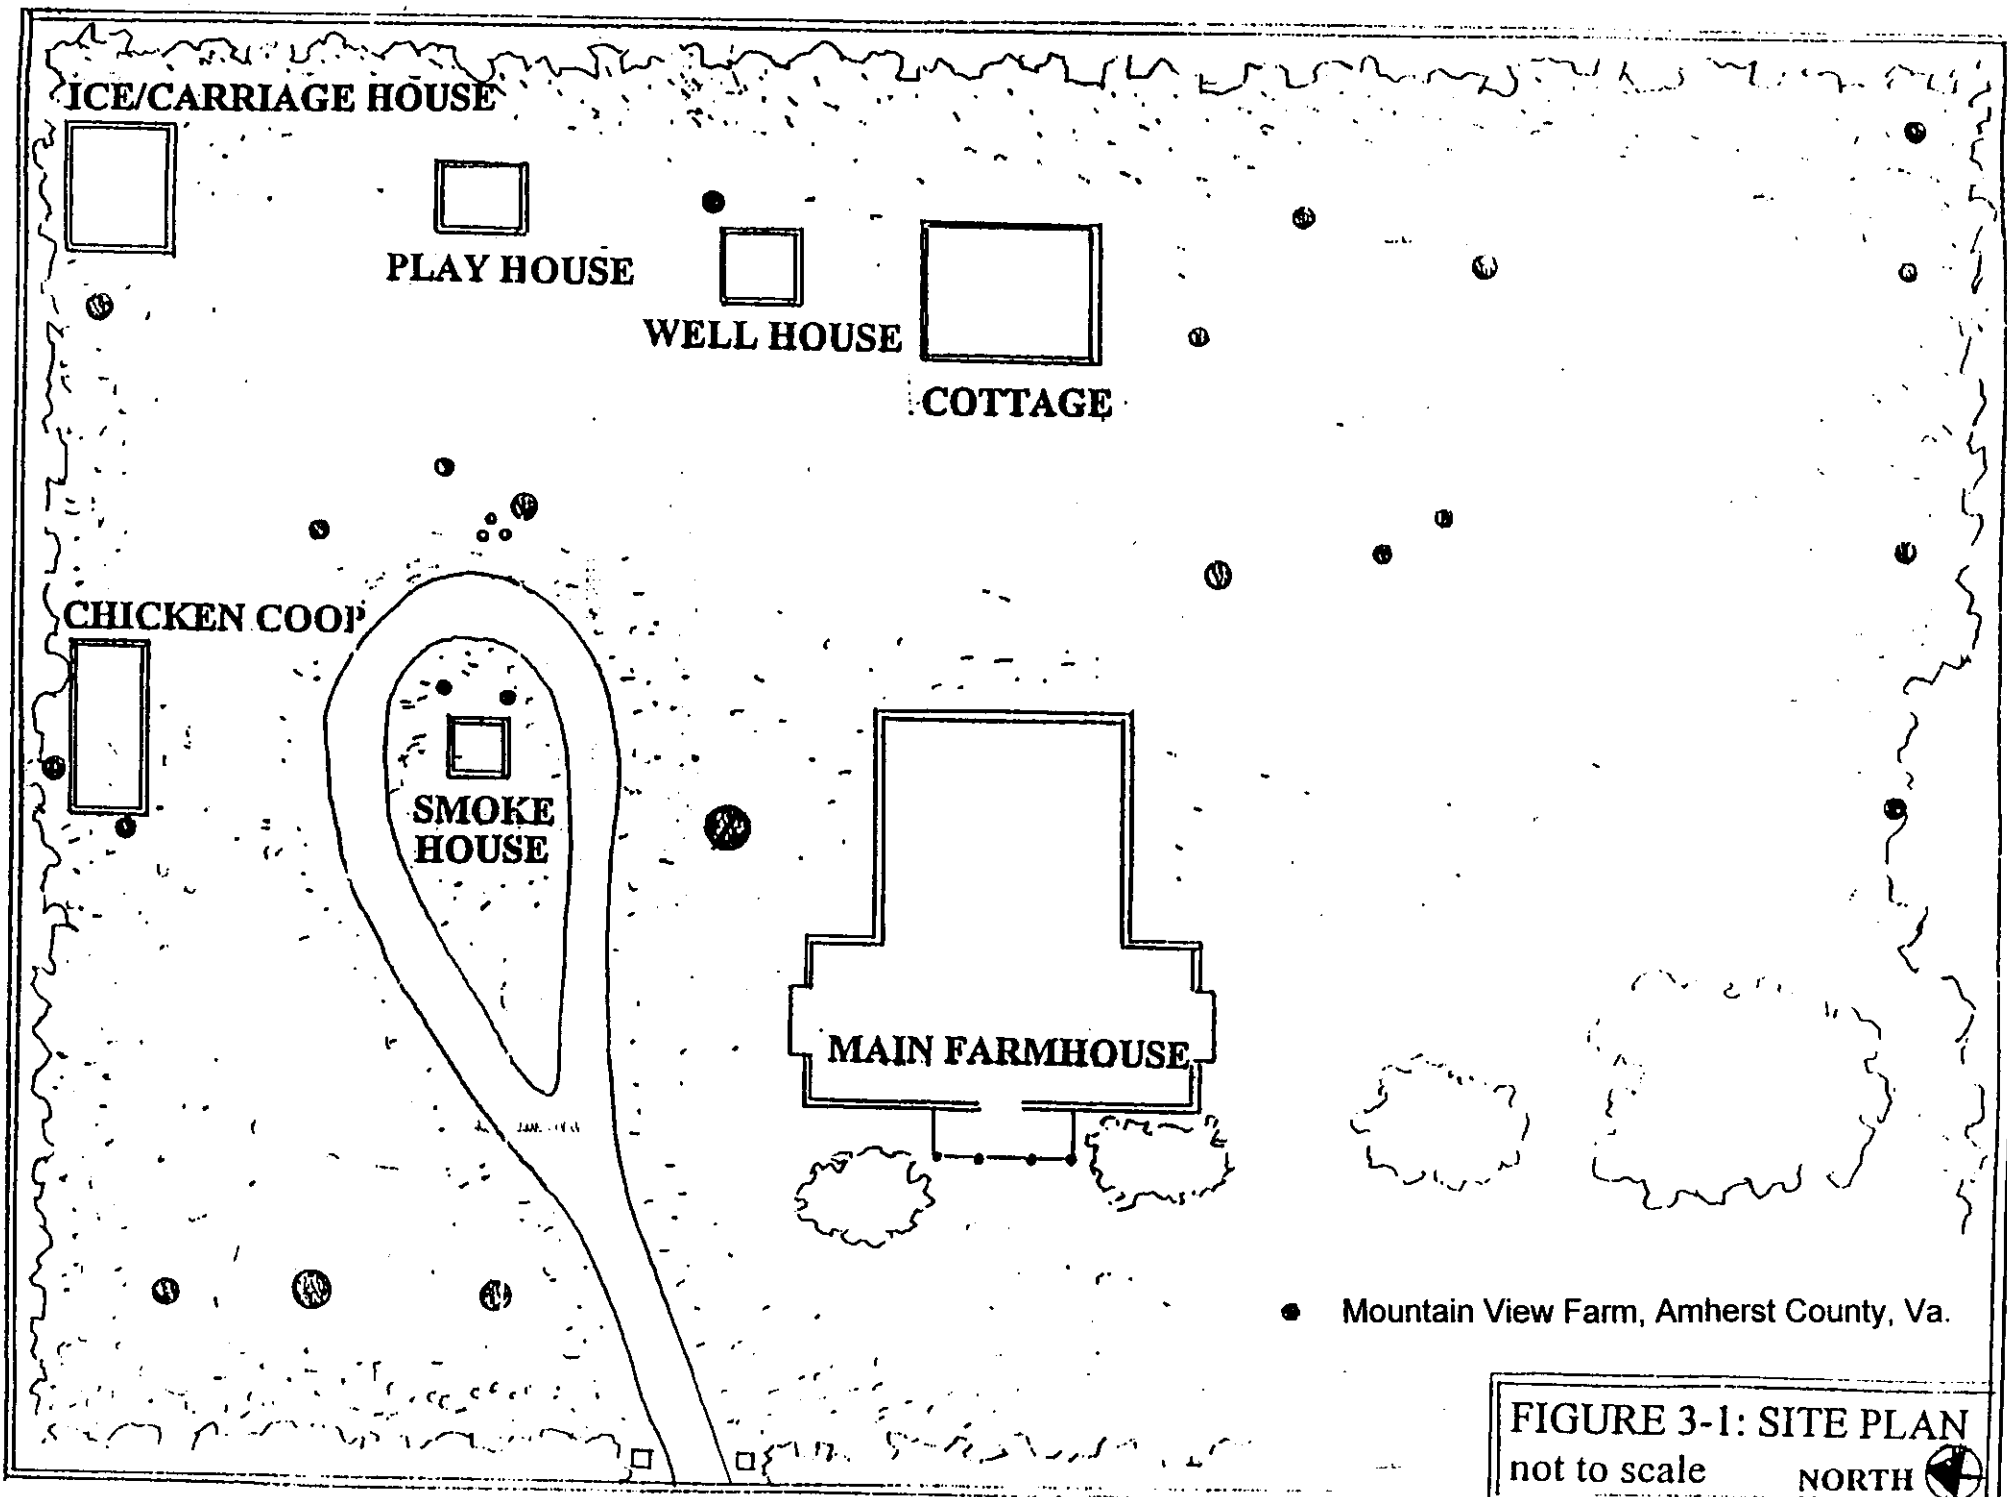 ICE/CARRIAGE HOUSE
PLAY HOUSE
WELL HOUSE
COTTAGE
CHICKEN COOP
SMOKE
HOUSE
MAIN FARMHOUSE
Mountain View Farm, Amherst County, Va.
FIGURE 3-1: SITE PLAN
not to scale
NORTH